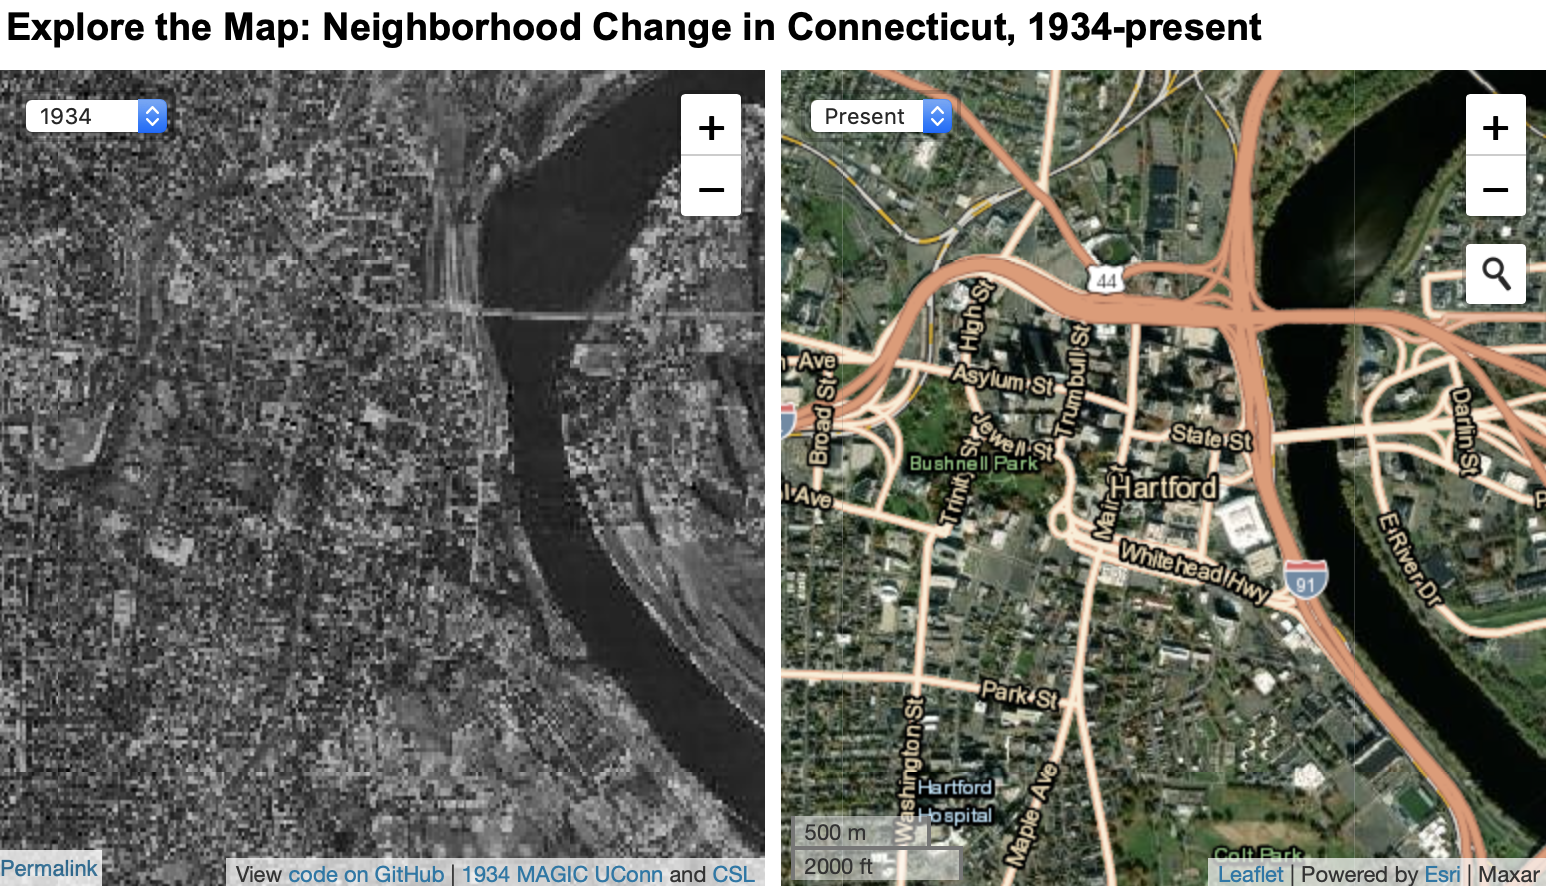 Explore the Map: Neighborhood Change in Connecticut, 1934-present
1934
+
−
Permalink
View code on GitHub | 1934 MAGIC UConn and CSL
Present
+
−
44
High St
Trumbull St
Ave
Asylum St
Broad St
Jewell St
State St
Darlin St
Bushnell Park
Trinity St
Main St
Hartford
Ave
Whitehead Hwy
91
E River Dr
Park St
Washington St
Hartford
Hospital
Maple Ave
500 m
2000 ft
Colt Park
Leaflet | Powered by Esri | Maxar